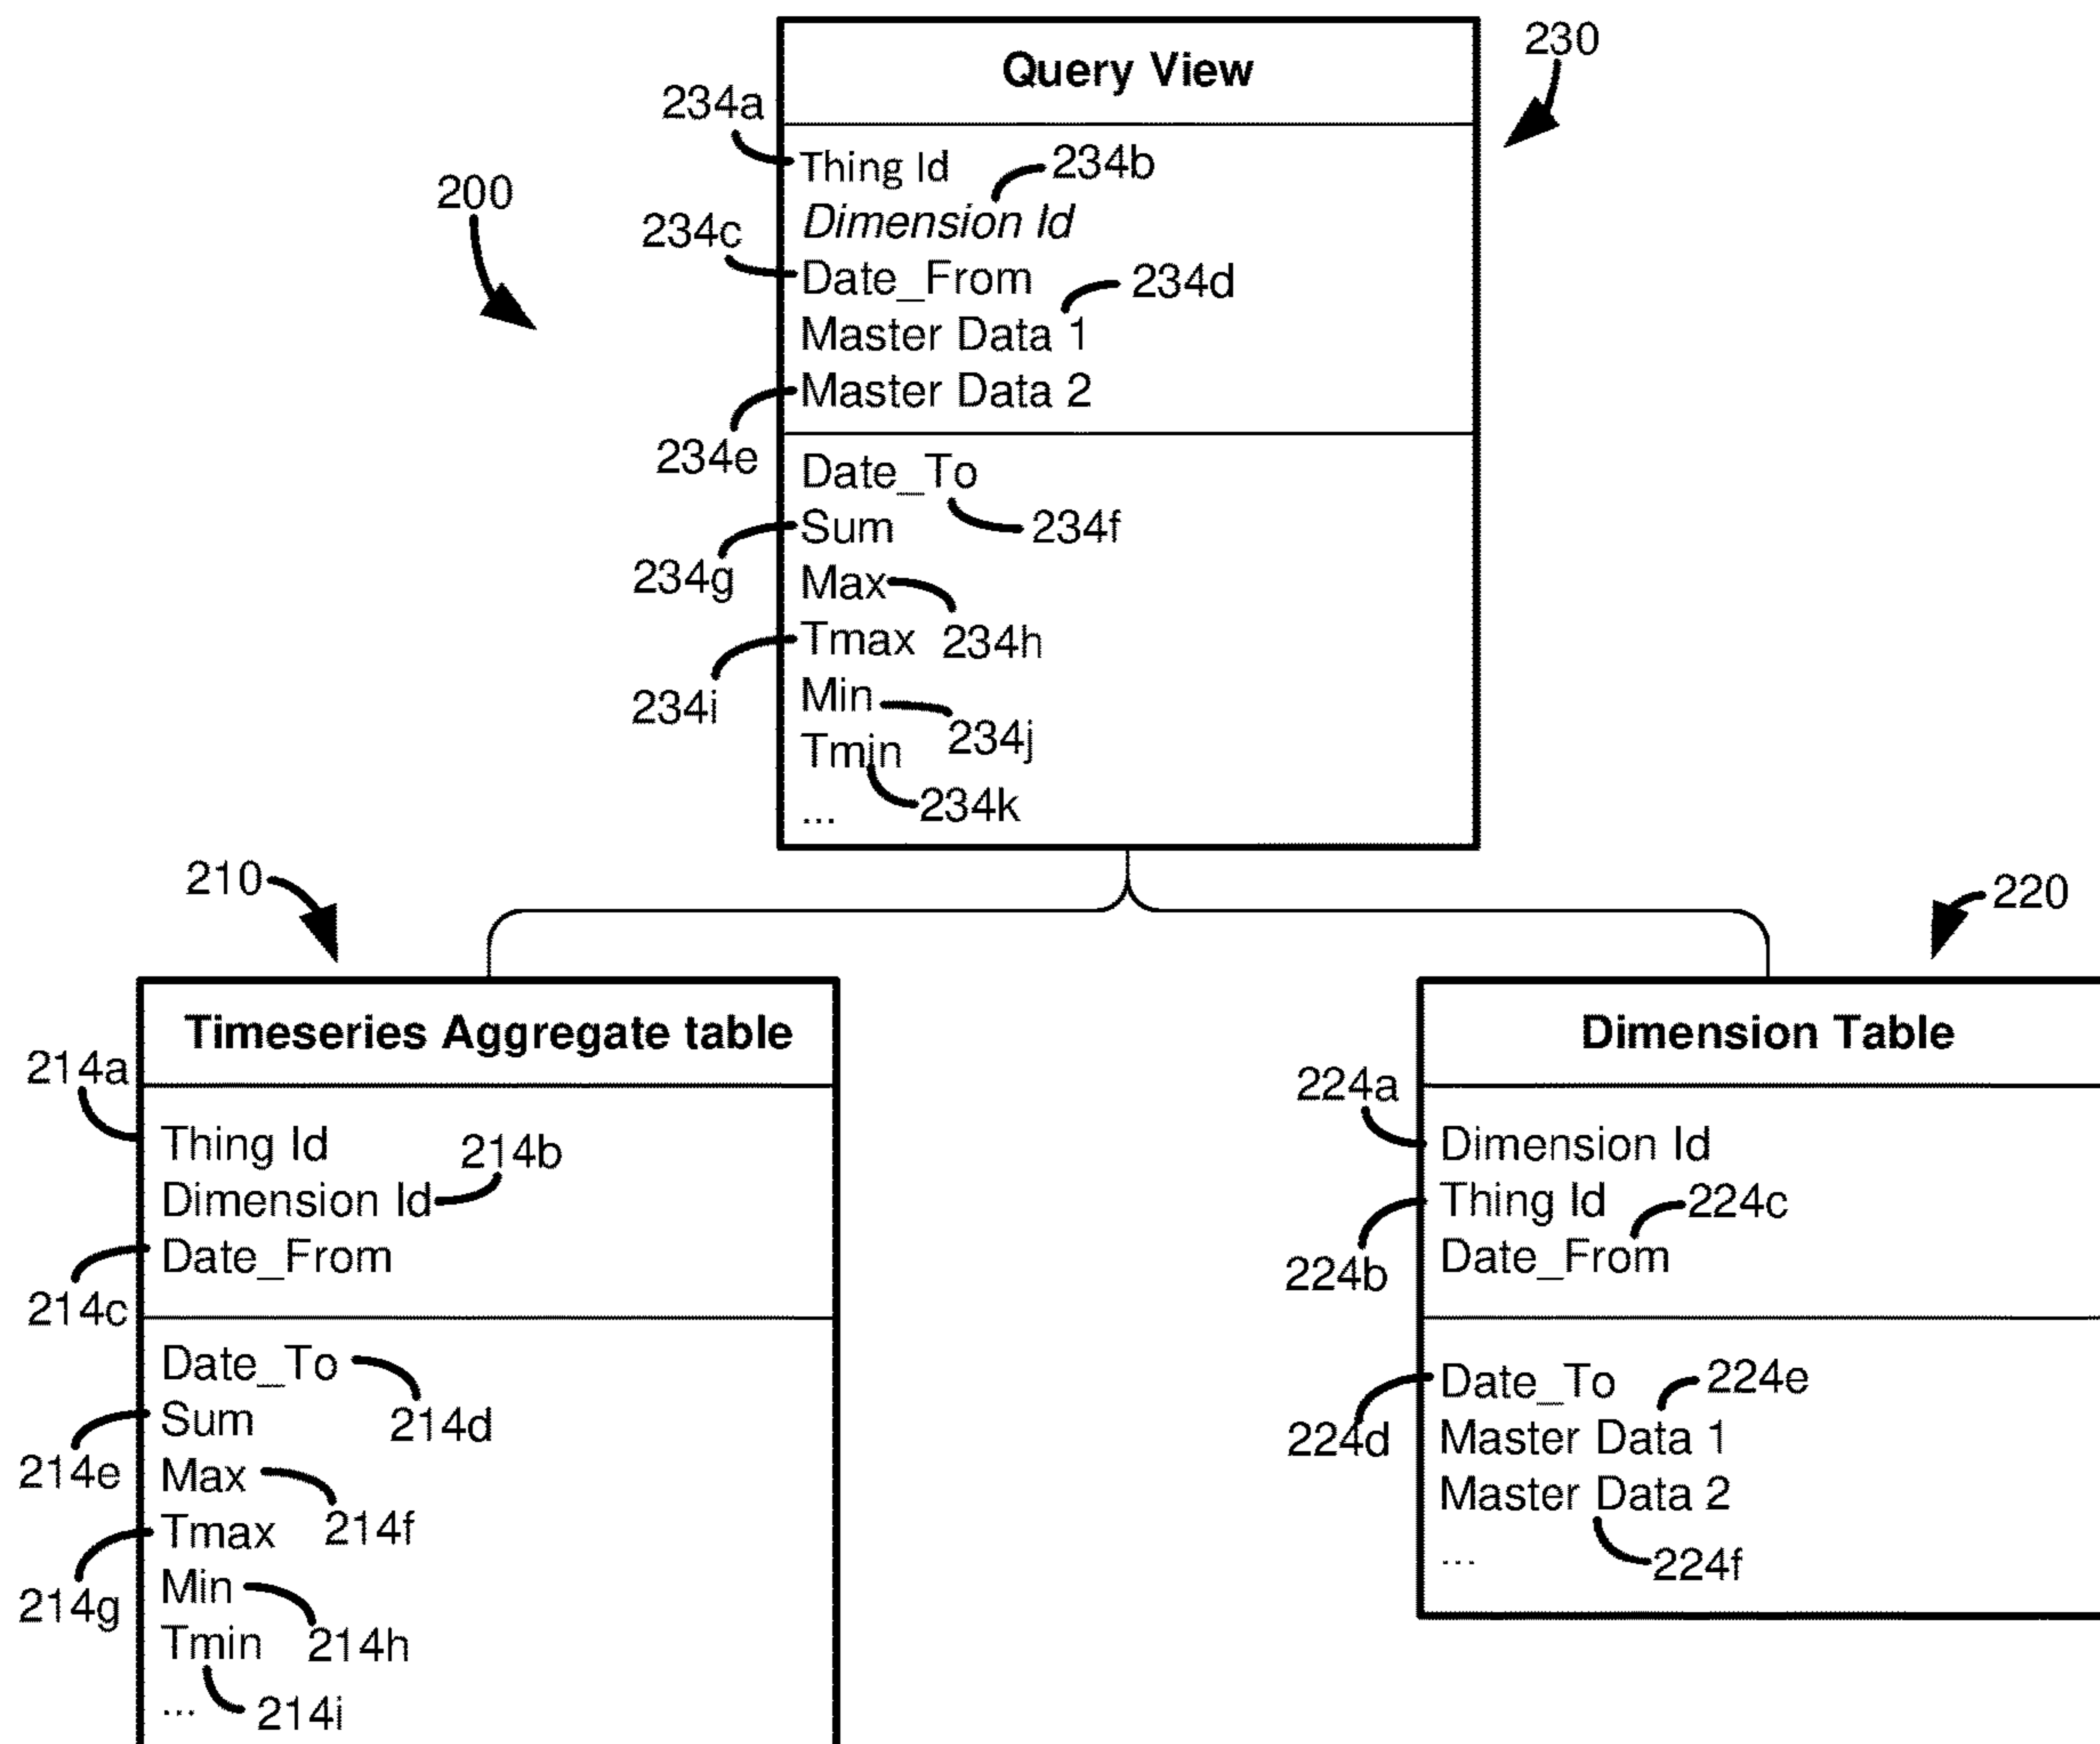 Query View
230
234a
Thing Id
234b
200
Dimension Id
234c
Date_From
234d
Master Data 1
Master Data 2
234e
Date_To
Sum
234f
234g
Max
Tmax
234h
234i
Min
234j
Tmin
234k
...
210
220
Timeseries Aggregate table
214a
Thing Id
214b
Dimension Id
Date_From
214c
Date_To
214d
Sum
214e
Max
214f
Tmax
214g
Min
214h
Tmin
...
214i
Dimension Table
224a
Dimension Id
Thing Id
224c
224b
Date_From
Date_To
224e
224d
Master Data 1
Master Data 2
...
224f